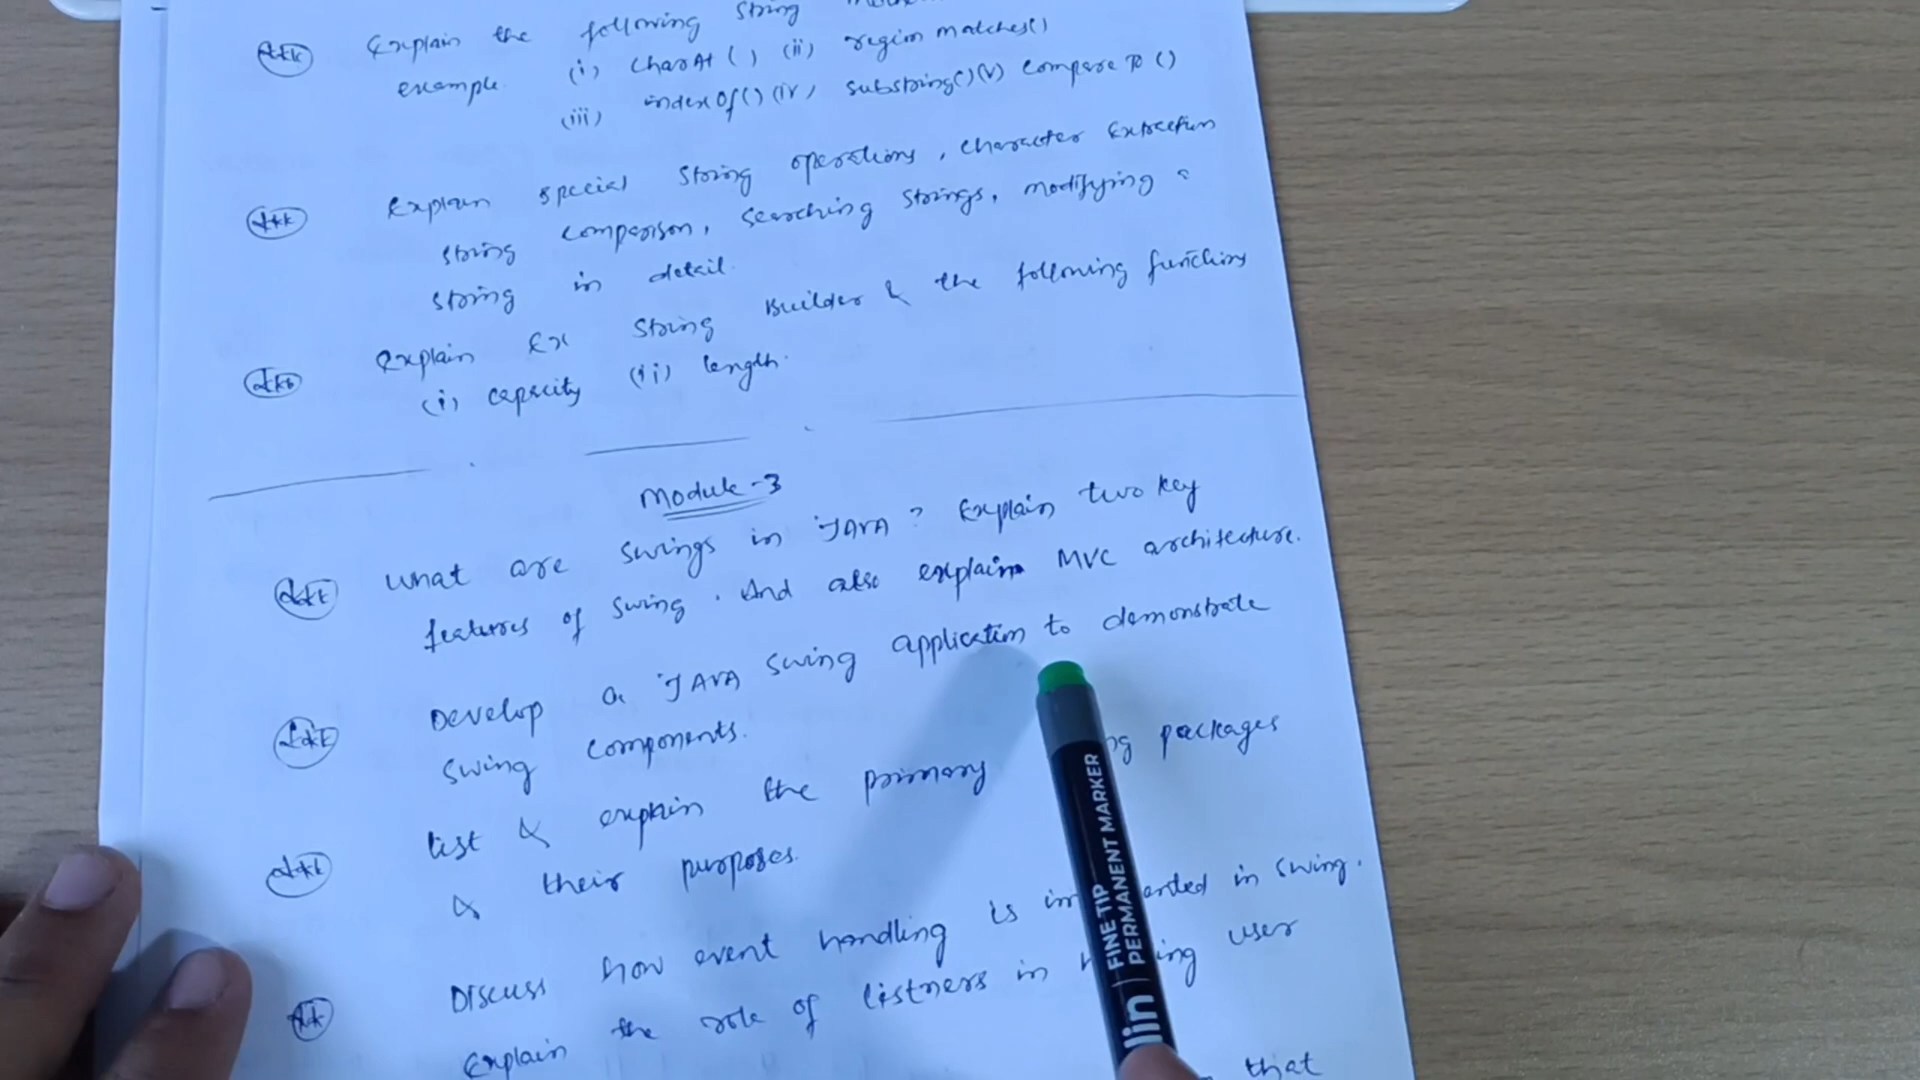 *** Explain the following String
example. (i) charAt () (ii) region matches()
(iii) index Of() (iv) substring() (v) compare To ()
*** Explain special string operations, character extraction
string comparison, searching strings, modifying a
string in detail.
*** Explain String Builder & the following functions
(i) capacity (ii) length.
Module-3
*** What are swings in JAVA? Explain two key
features of swing. And also explain MVC architecture.
*** Develop a JAVA swing application to demonstrate
swing components.
*** list & explain the primary packages
& their purposes.
** Discuss how event handling is in swing.
Explain the role of listners in user
that
FINE TIP
PERMANENT MARKER